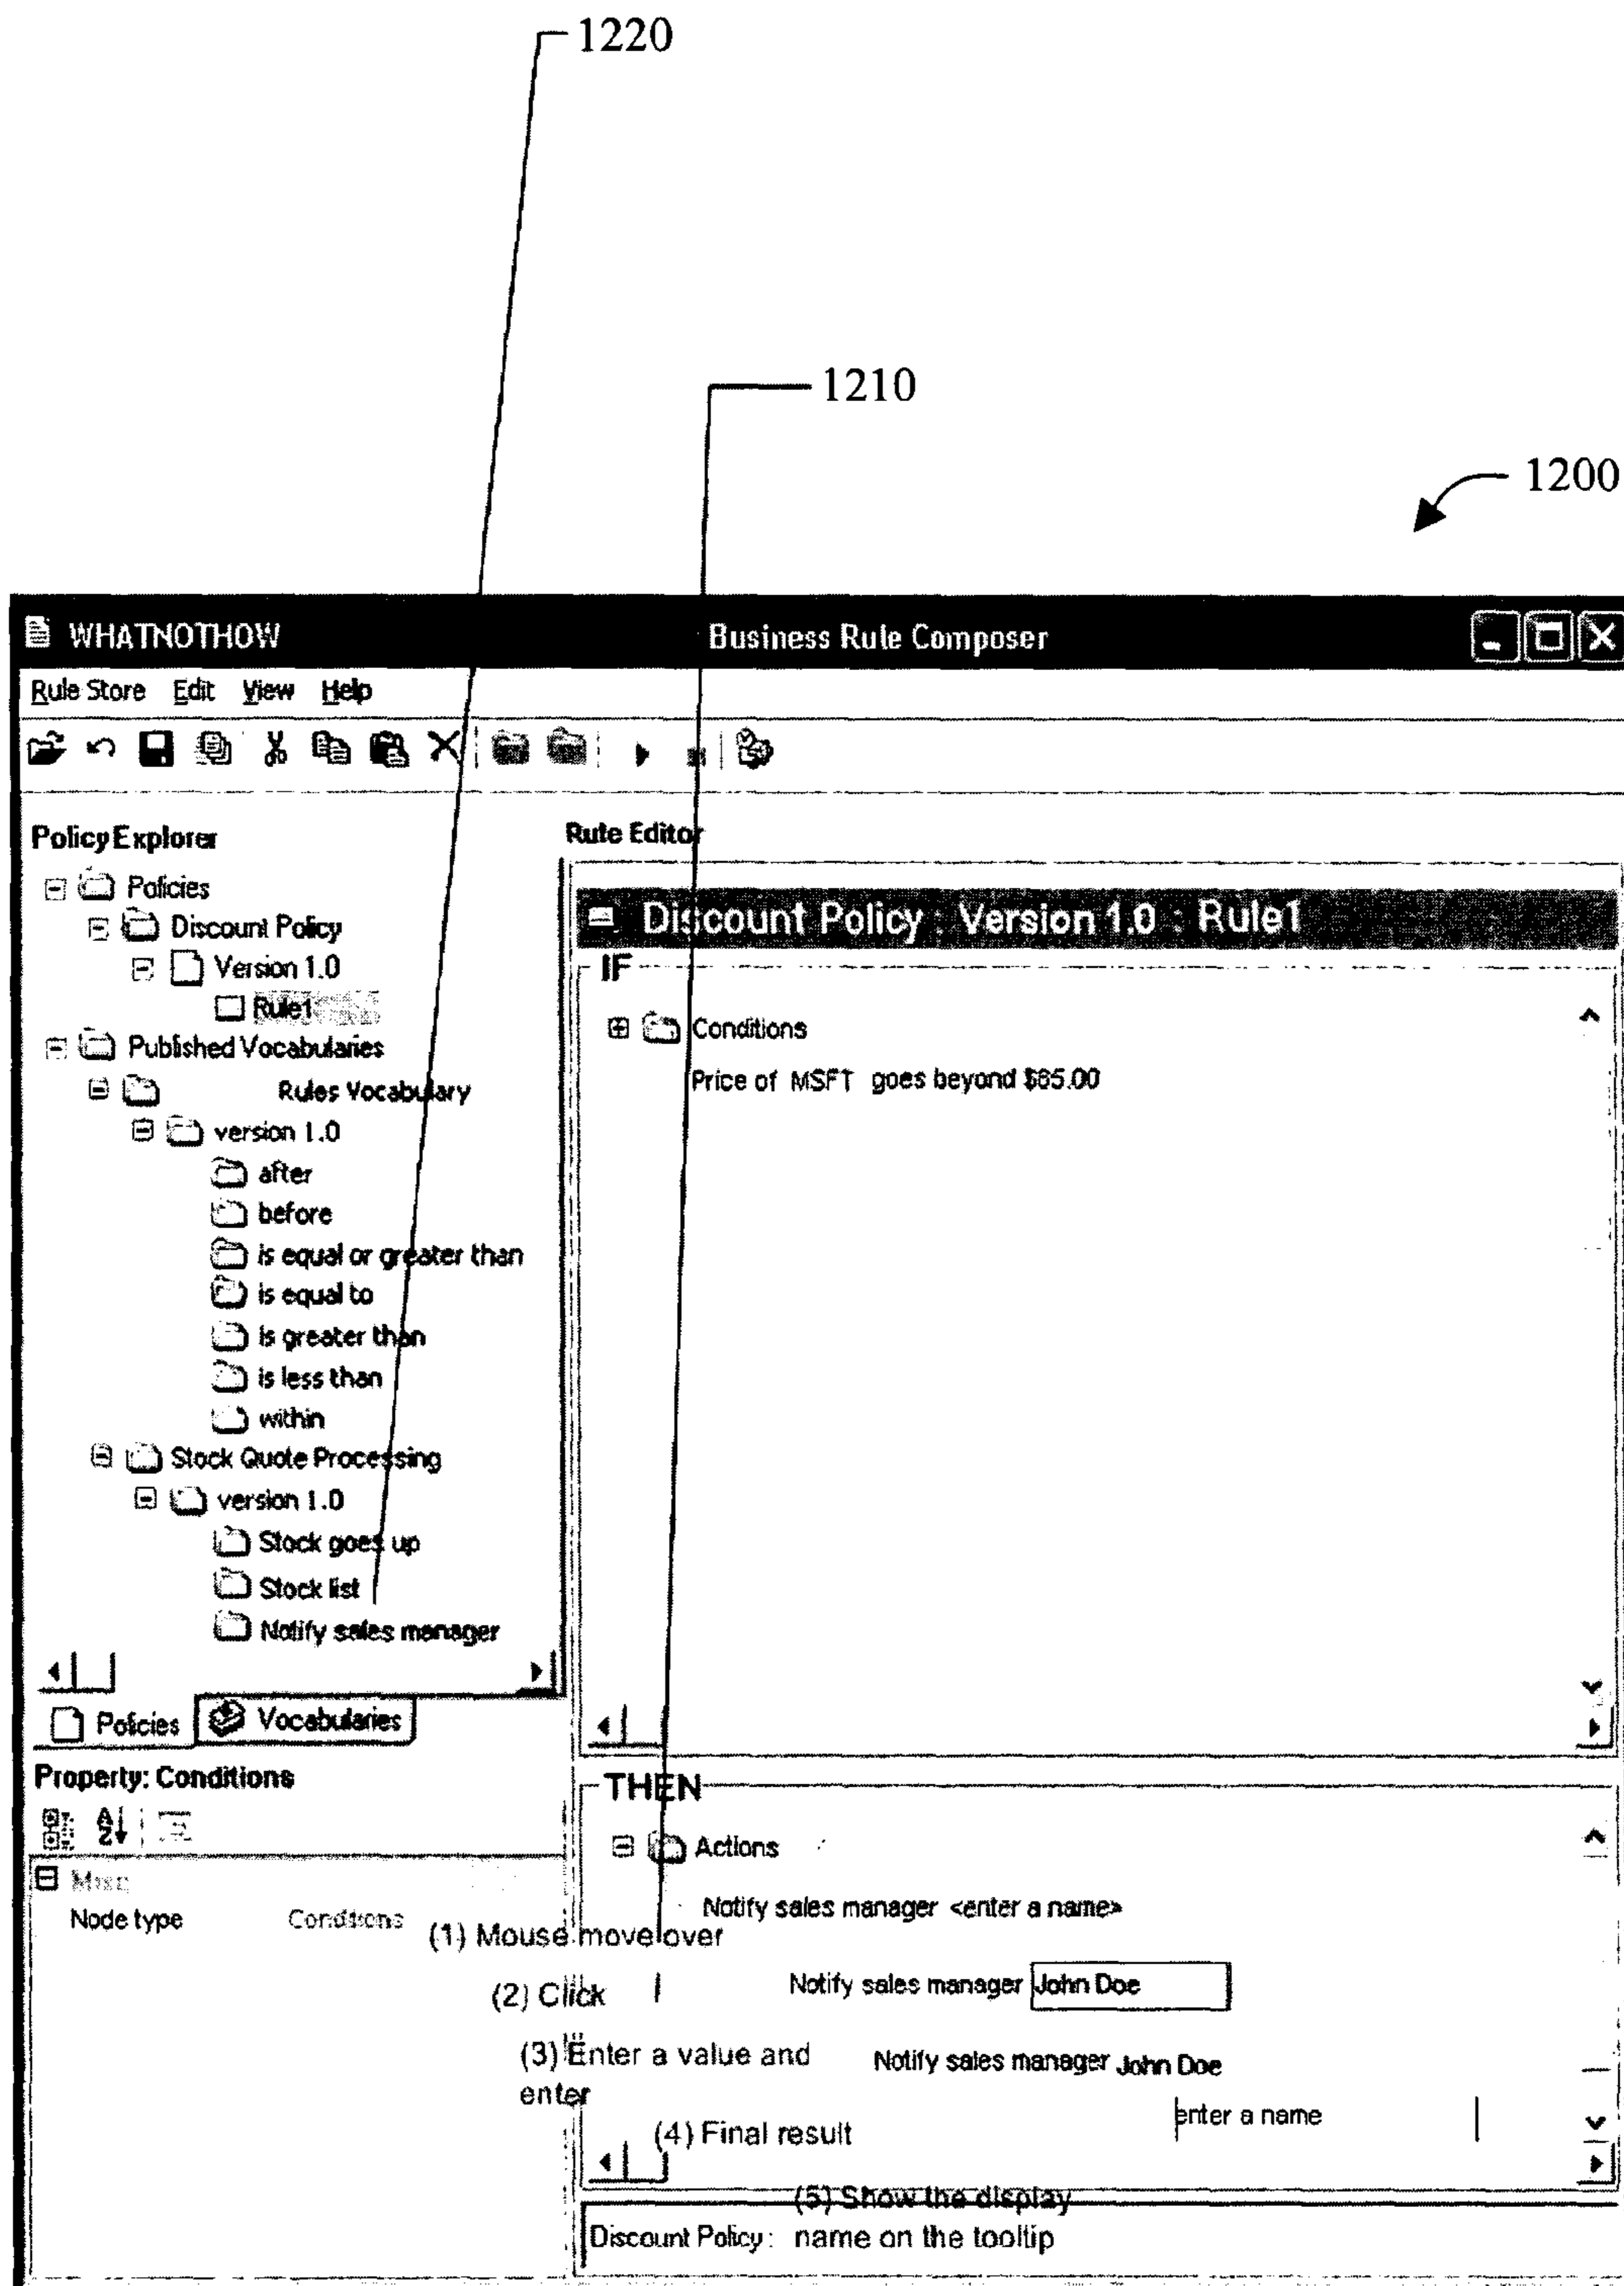 1220
1210
1200
WHATNOTHOW Business Rule Composer
Rule Store Edit View Help
Policy Explorer
Policies
Discount Policy
Version 1.0
Rule1
Published Vocabularies
Rules Vocabulary
version 1.0
after
before
is equal or greater than
is equal to
is greater than
is less than
within
Stock Quote Processing
version 1.0
Stock goes up
Stock list
Notify sales manager
Policies Vocabularies
Property: Conditions
Misc
Node type Conditions
Rule Editor
Discount Policy : Version 1.0 : Rule1
IF
Conditions
Price of MSFT goes beyond $85.00
THEN
Actions
Notify sales manager <enter a name>
(1) Mouse move over
(2) Click Notify sales manager John Doe
(3) Enter a value and Notify sales manager John Doe
enter
enter a name
(4) Final result
(5) Show the display
Discount Policy : name on the tooltip